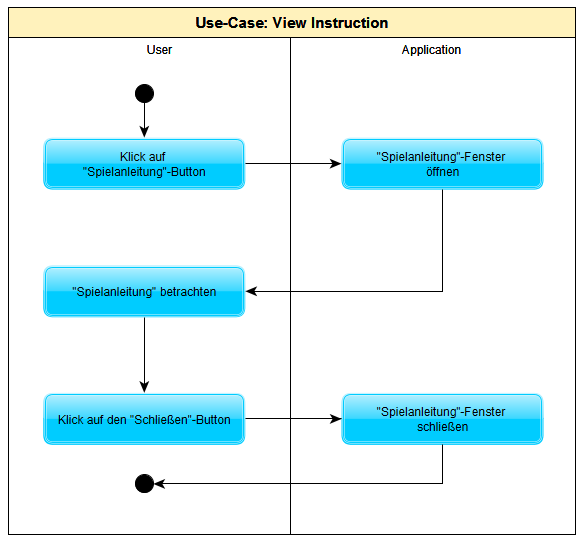 Use-Case: View Instruction
User
Application
Klick auf
"Spielanleitung"-Button
"Spielanleitung"-Fenster
öffnen
"Spielanleitung" betrachten
Klick auf den "Schließen"-Button
"Spielanleitung"-Fenster
schließen